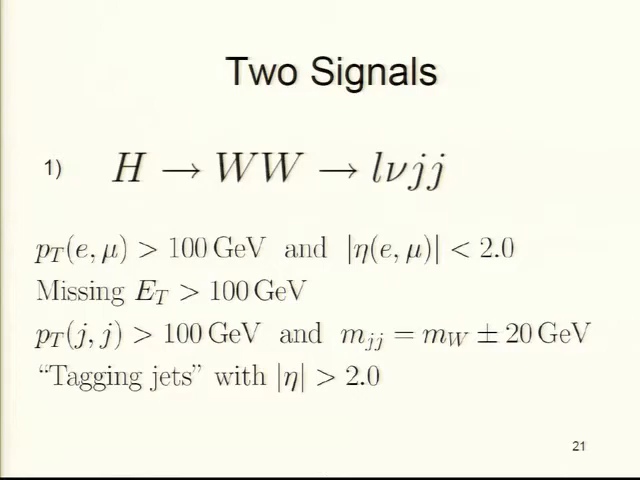 Two Signals
1) H → WW → lνjj
p_T(e, μ) > 100 GeV and |η(e, μ)| < 2.0
Missing E_T > 100 GeV
p_T(j, j) > 100 GeV and m_jj = m_W ± 20 GeV
“Tagging jets” with |η| > 2.0
21